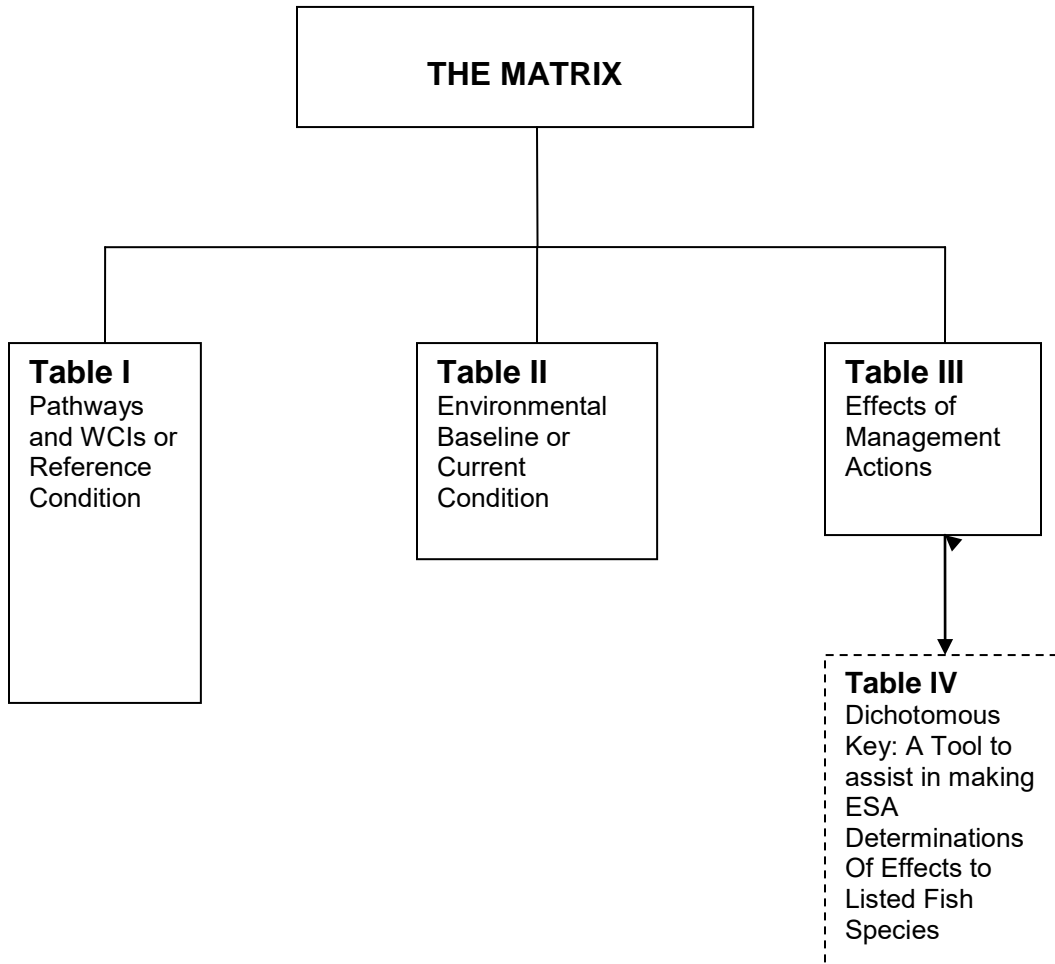 THE MATRIX
Table I
Pathways
and WCIs or
Reference
Condition
Table II
Environmental
Baseline or
Current
Condition
Table III
Effects of
Management
Actions
Table IV
Dichotomous
Key: A Tool to
assist in making
ESA
Determinations
Of Effects to
Listed Fish
Species